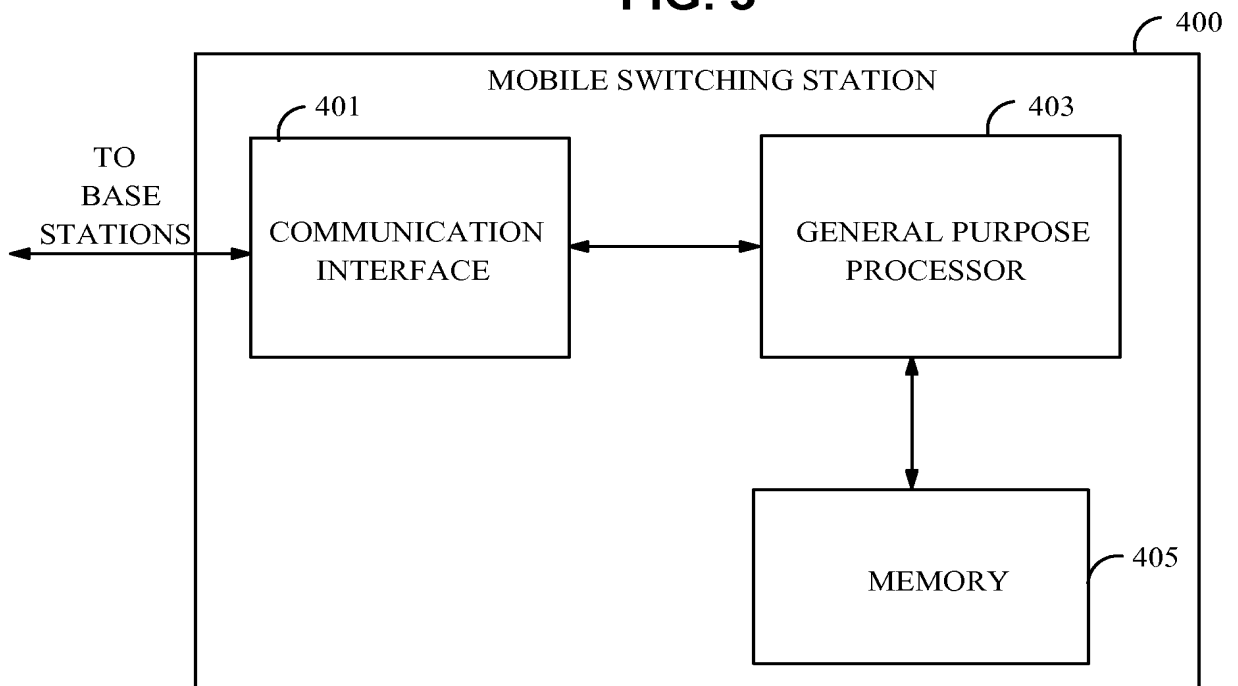 400
MOBILE SWITCHING STATION
401
403
TO
BASE
STATIONS
COMMUNICATION
INTERFACE
GENERAL PURPOSE
PROCESSOR
MEMORY
405